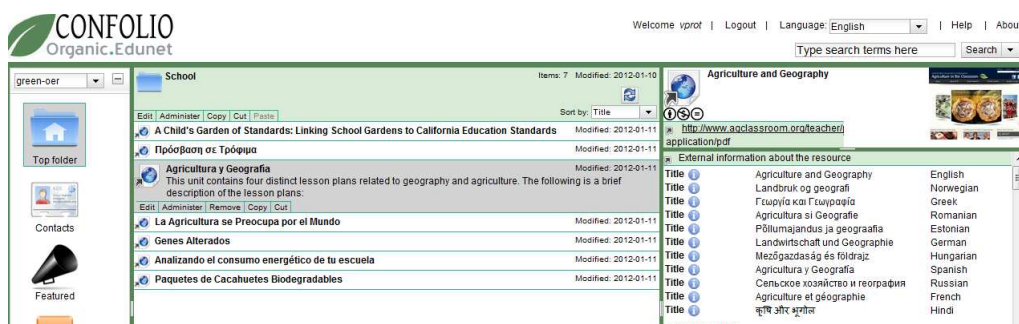 CONFOLIO
Organic.Edunet
Welcome vprot | Logout | Language: English | Help | Abou
Type search terms here Search
green-oer
Top folder
Contacts
Featured
School
Items: 7 Modified: 2012-01-10
Edit Administer Copy Cut Paste
Sort by: Title
A Child's Garden of Standards: Linking School Gardens to California Education Standards Modified: 2012-01-11
Πρόσβαση σε Τρόφιμα Modified: 2012-01-11
Agricultura y Geografía Modified: 2012-01-11
This unit contains four distinct lesson plans related to geography and agriculture. The following is a brief
description of the lesson plans:
Edit Administer Remove Copy Cut
La Agricultura se Preocupa por el Mundo Modified: 2012-01-11
Genes Alterados Modified: 2012-01-11
Analizando el consumo energético de tu escuela Modified: 2012-01-11
Paquetes de Cacahuetes Biodegradables Modified: 2012-01-11
Agriculture and Geography
http://www.agclassroom.org/teacher/
application/pdf
External information about the resource
Title Agriculture and Geography English
Title Landbruk og geografi Norwegian
Title Γεωργία και Γεωγραφία Greek
Title Agricultura si Geografie Romanian
Title Põllumajandus ja geograafia Estonian
Title Landwirtschaft und Geographie German
Title Mezőgazdaság és földrajz Hungarian
Title Agricultura y Geografía Spanish
Title Сельское хозяйство и география Russian
Title Agriculture et géographie French
Title कृषि और भूगोल Hindi